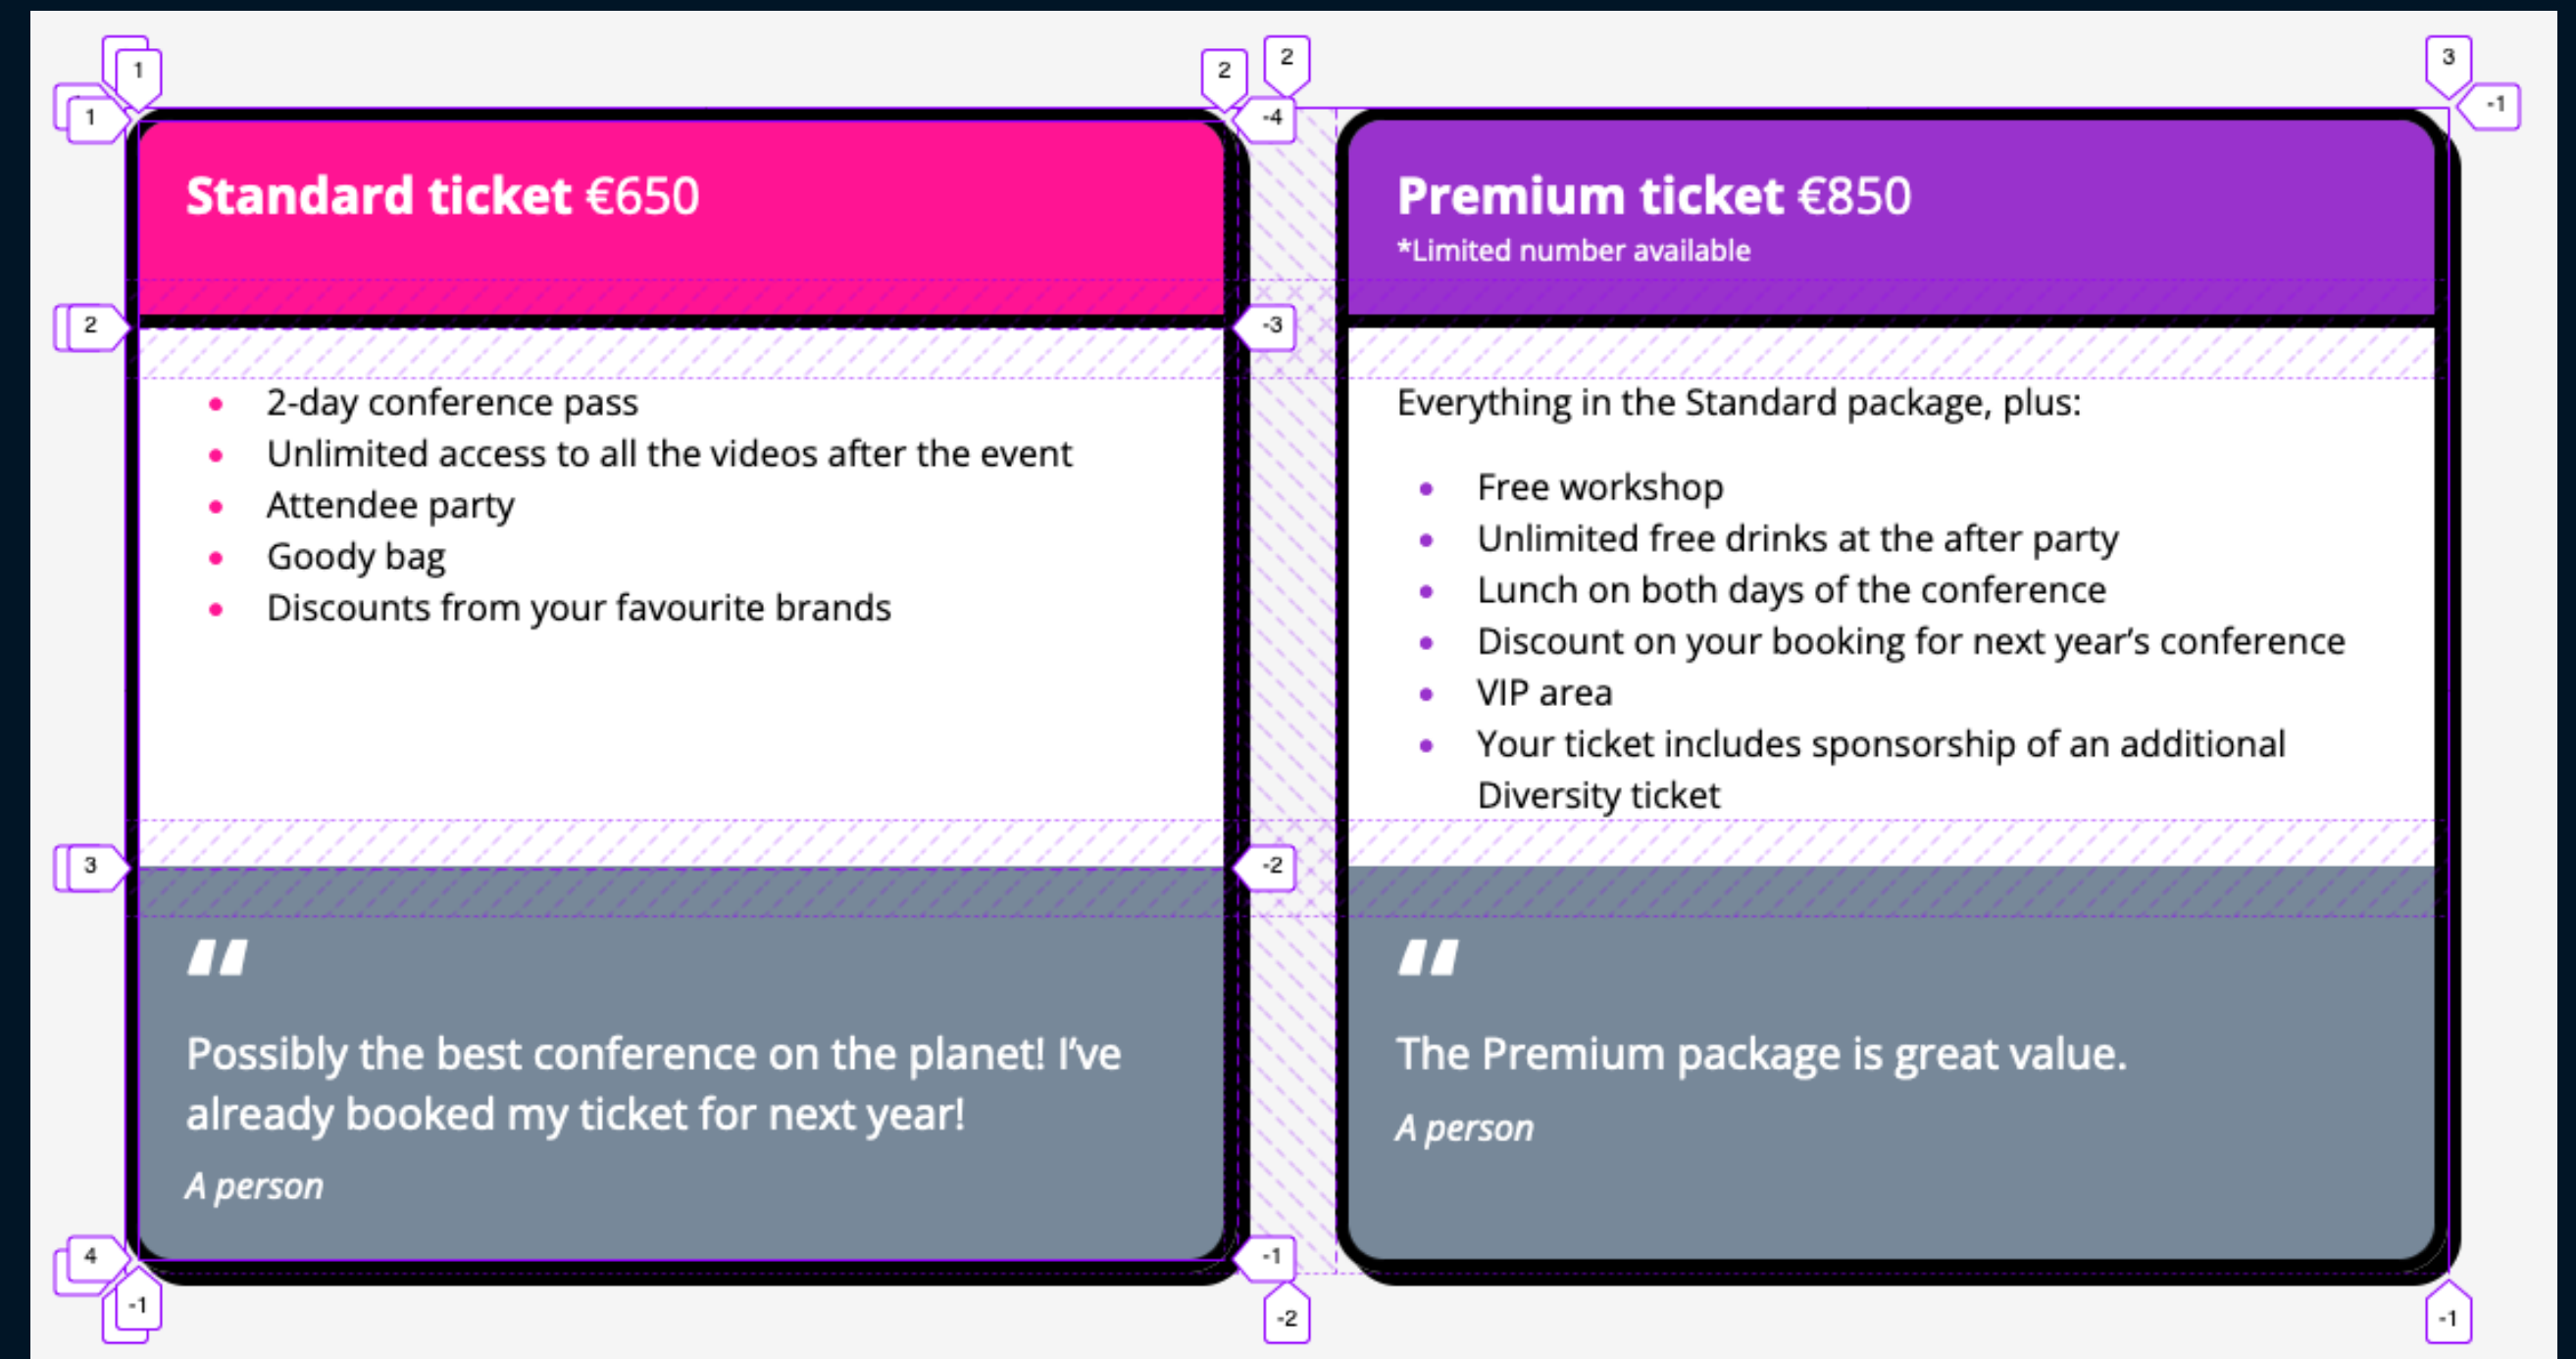 1
2
2
3
1
-4
-1
Standard ticket €650
2
-3
2-day conference pass
Unlimited access to all the videos after the event
Attendee party
Goody bag
Discounts from your favourite brands
3
-2
“
Possibly the best conference on the planet! I’ve
already booked my ticket for next year!
A person
4
-1
-1
-2
-1
Premium ticket €850
*Limited number available
Everything in the Standard package, plus:
Free workshop
Unlimited free drinks at the after party
Lunch on both days of the conference
Discount on your booking for next year’s conference
VIP area
Your ticket includes sponsorship of an additional
Diversity ticket
“
The Premium package is great value.
A person